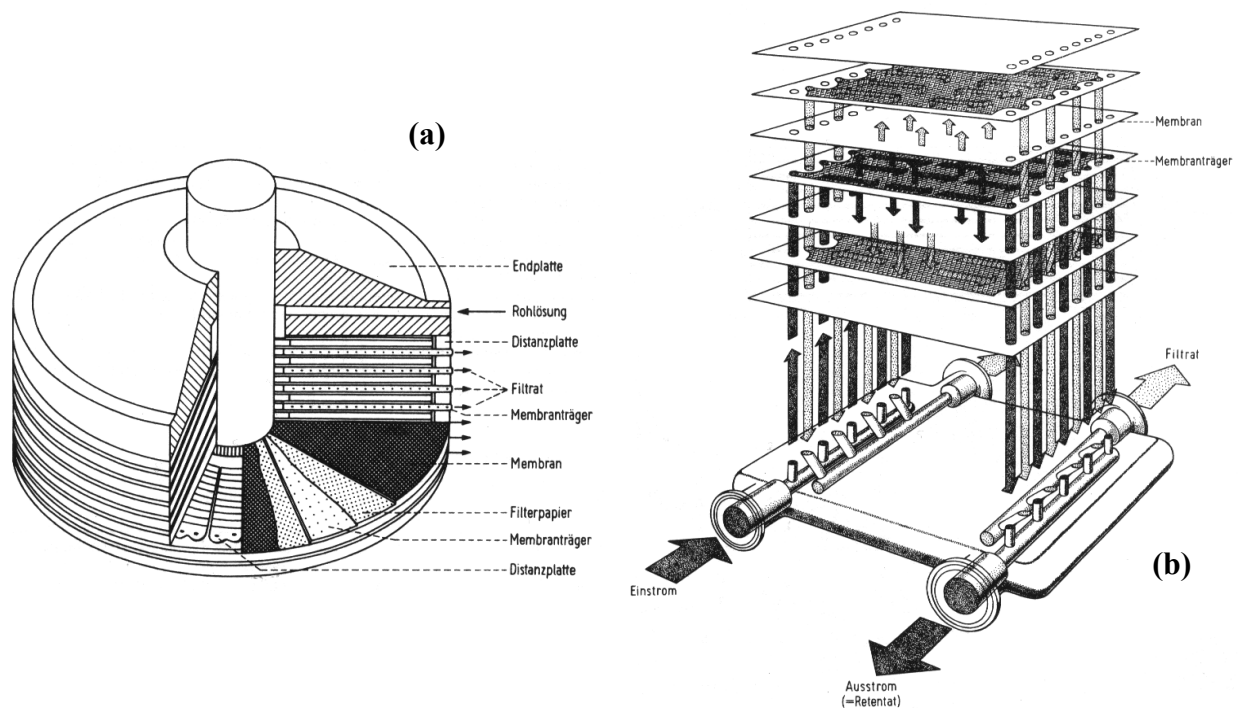 (a)
Endplatte
Rohlösung
Distanzplatte
Filtrat
Membranträger
Membran
Filterpapier
Membranträger
Distanzplatte
Membran
Membranträger
Filtrat
Einstrom
(b)
Ausstrom
(=Retentat)